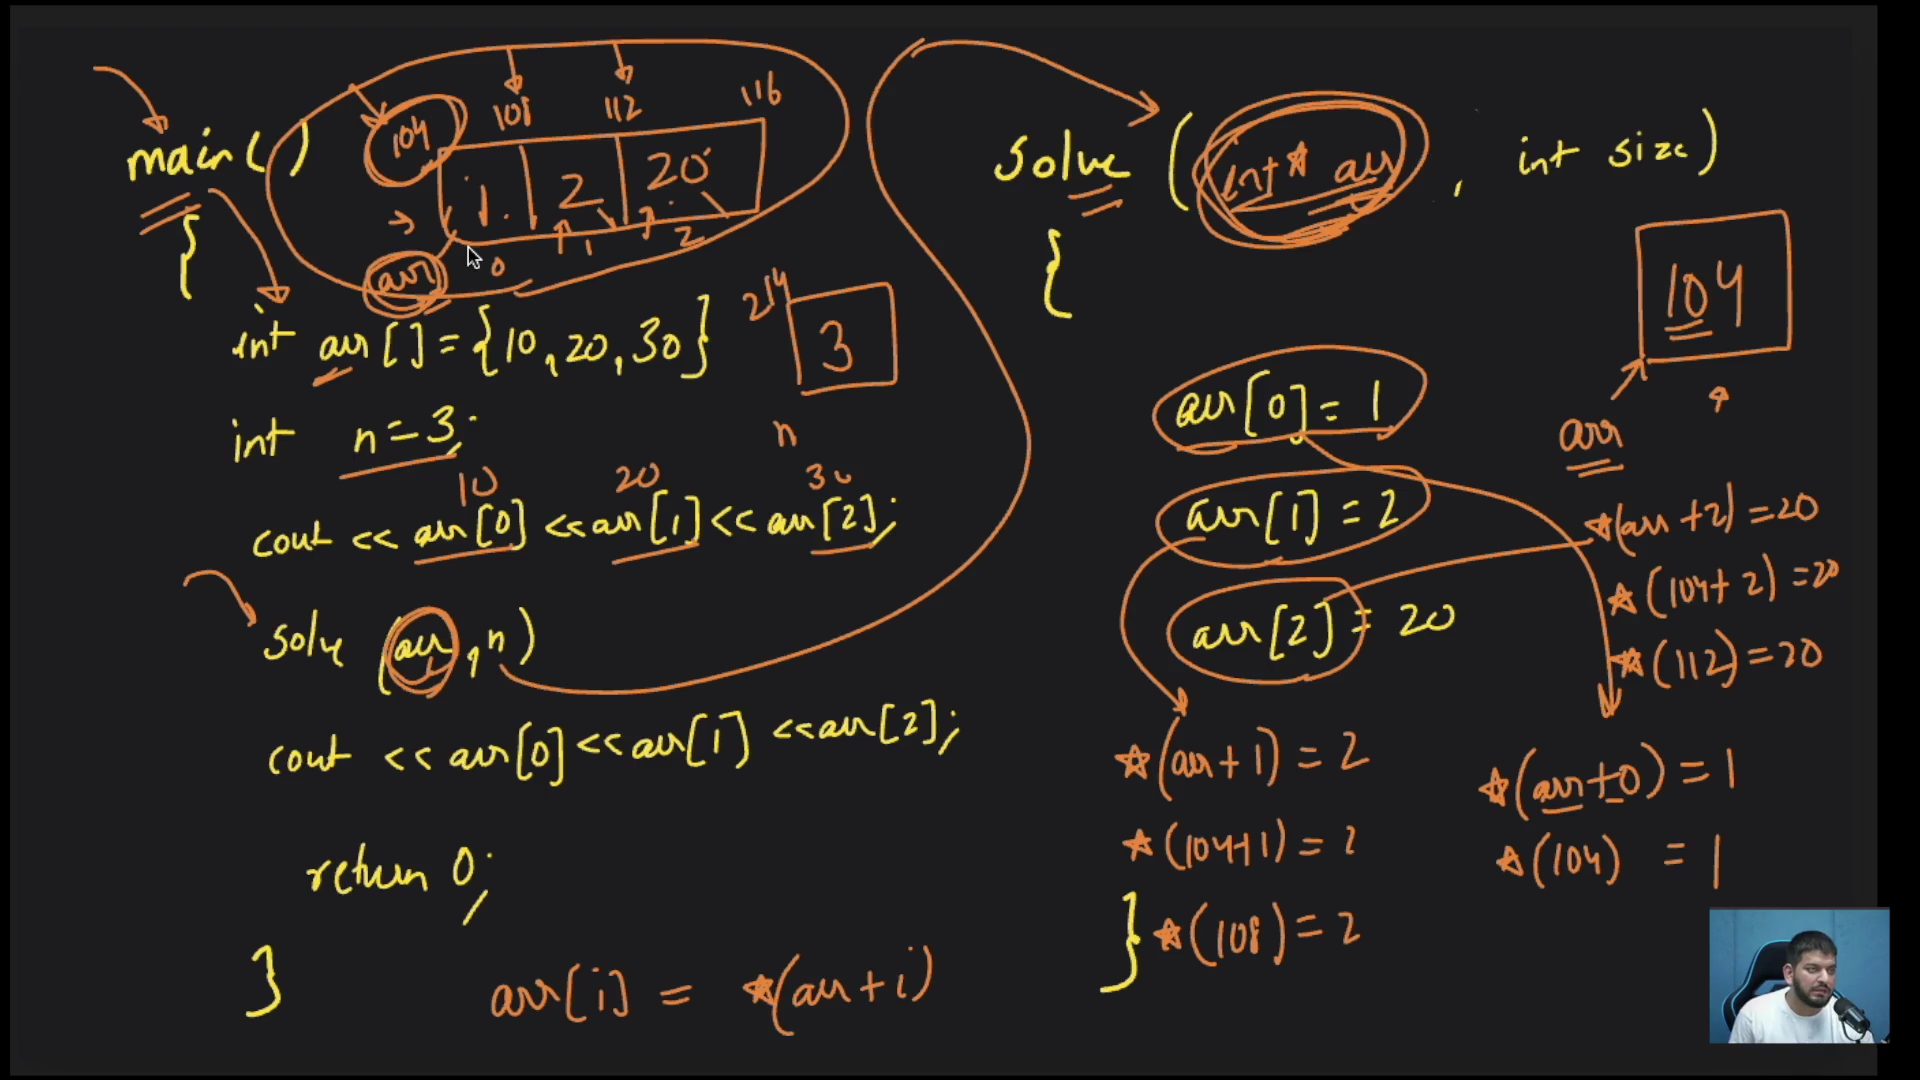 104 108 112 116
main( )
1 2 20
0 1 2
arr
{
int arr[] = {10,20,30}
214
3
n
int n=3;
10 20 30
cout << arr[0] << arr[1] << arr[2];
solve (arr, n)
cout << arr[0] << arr[1] << arr[2];
return 0;
}
arr[i] = *(arr+i)
solve (int* arr, int size)
{
104
arr
arr[0] = 1
arr[1] = 2
arr[2] = 20
*(arr+2) = 20
*(104+2) = 20
*(112) = 20
*(arr+1) = 2
*(104+1) = 2
*(108) = 2
}
*(arr+0) = 1
*(104) = 1